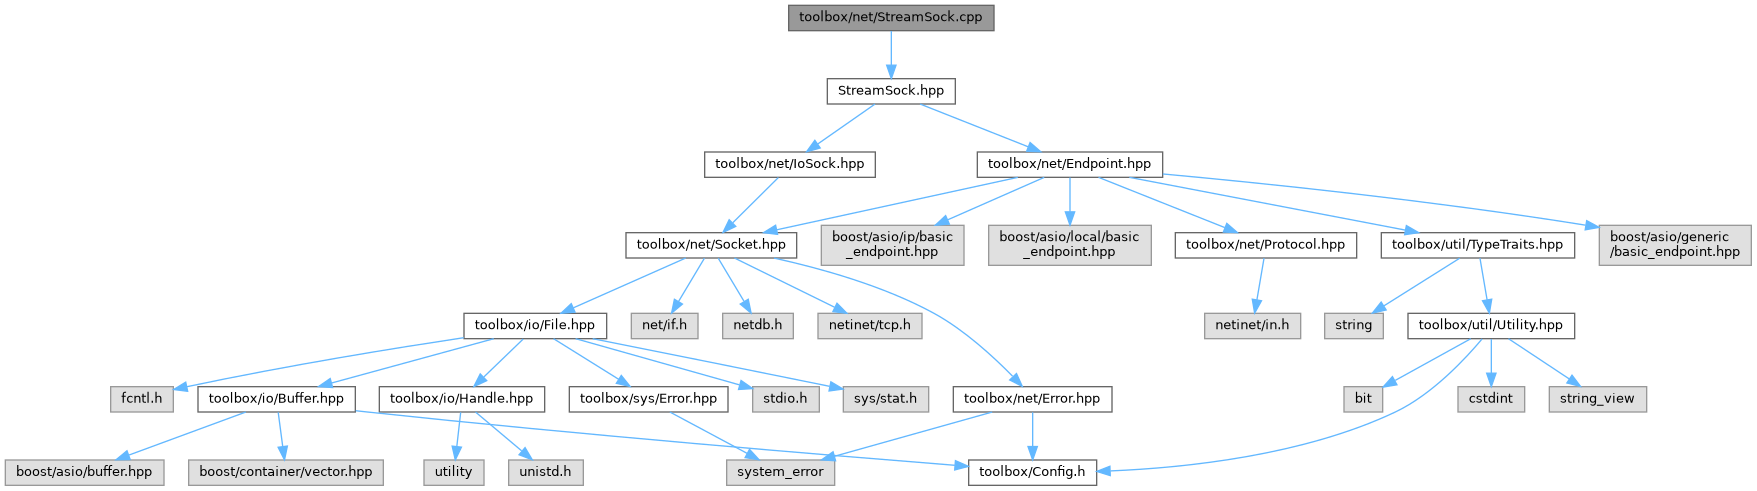 toolbox/net/StreamSock.cpp
StreamSock.hpp
toolbox/net/IoSock.hpp
toolbox/net/Endpoint.hpp
toolbox/net/Socket.hpp
boost/asio/ip/basic
_endpoint.hpp
boost/asio/local/basic
_endpoint.hpp
toolbox/net/Protocol.hpp
toolbox/util/TypeTraits.hpp
boost/asio/generic
/basic_endpoint.hpp
toolbox/io/File.hpp
net/if.h
netdb.h
netinet/tcp.h
netinet/in.h
string
toolbox/util/Utility.hpp
fcntl.h
toolbox/io/Buffer.hpp
toolbox/io/Handle.hpp
toolbox/sys/Error.hpp
stdio.h
sys/stat.h
toolbox/net/Error.hpp
bit
cstdint
string_view
boost/asio/buffer.hpp
boost/container/vector.hpp
utility
unistd.h
system_error
toolbox/Config.h